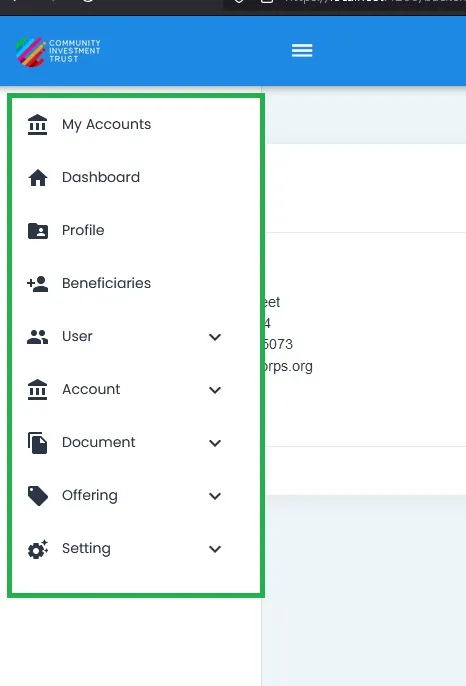 COMMUNITY
INVESTMENT
TRUST
My Accounts
Dashboard
Profile
Beneficiaries
eet
4
5073
orps.org
User
Account
Document
Offering
Setting